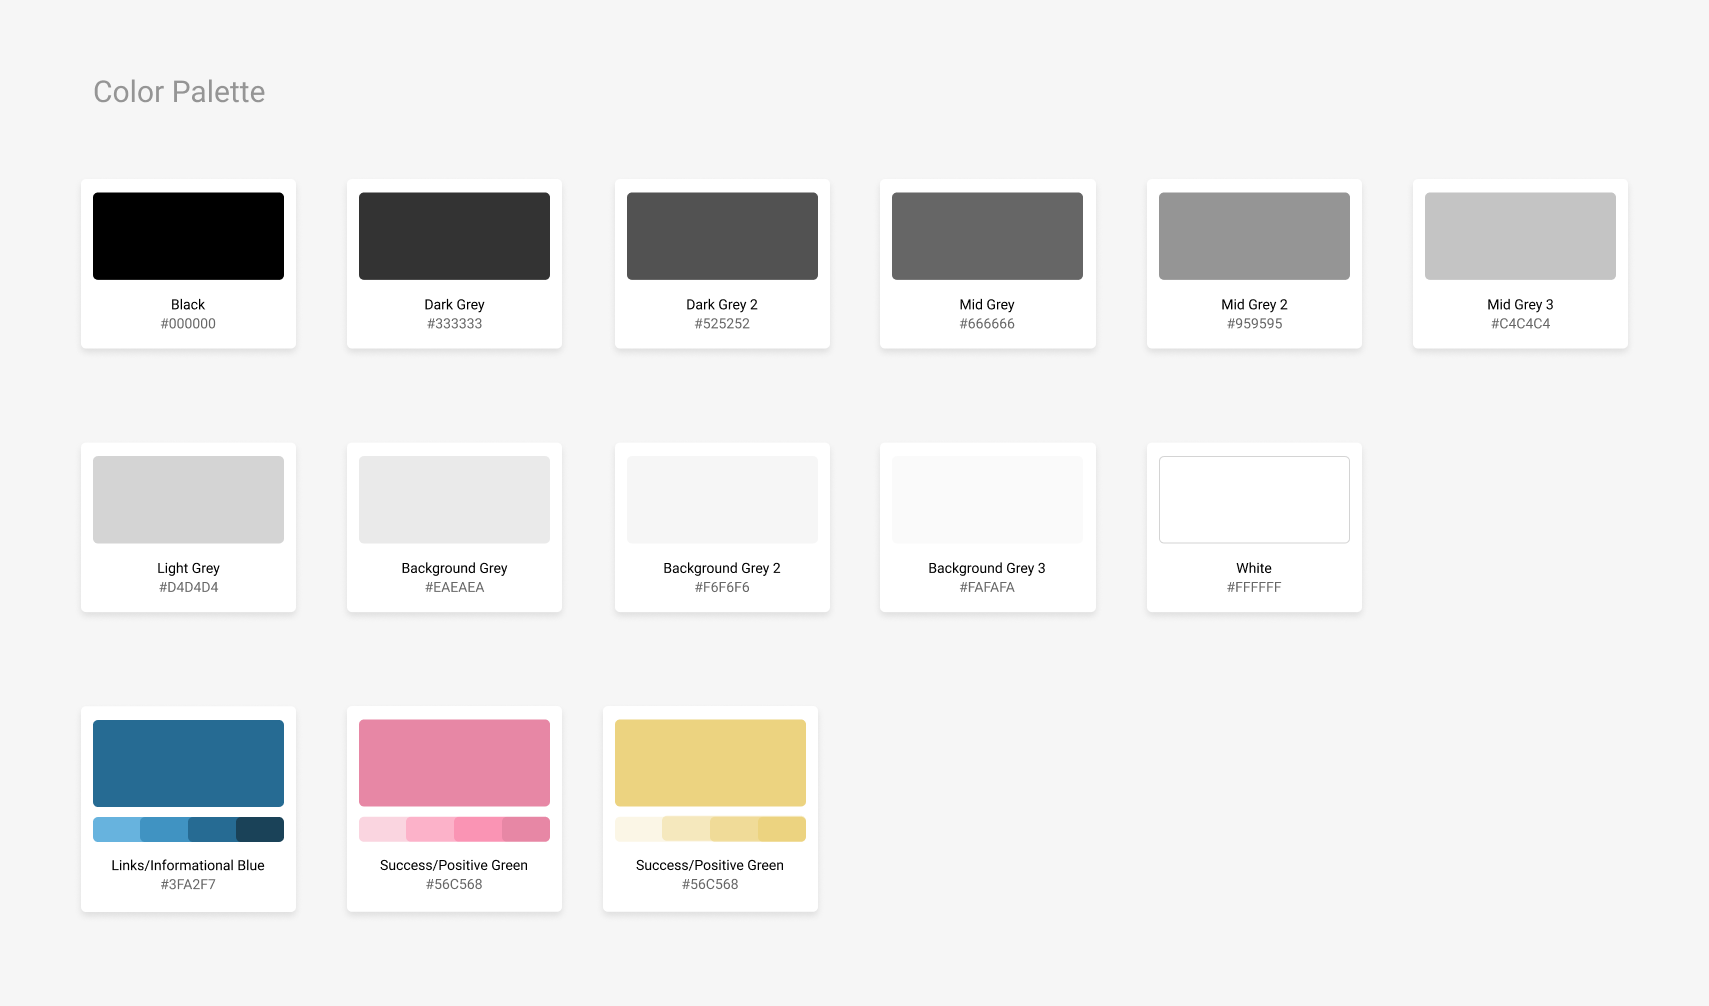 Color Palette
Black
#000000
Dark Grey
#333333
Dark Grey 2
#525252
Mid Grey
#666666
Mid Grey 2
#959595
Mid Grey 3
#C4C4C4
Light Grey
#D4D4D4
Background Grey
#EAEAEA
Background Grey 2
#F6F6F6
Background Grey 3
#FAFAFA
White
#FFFFFF
Links/Informational Blue
#3FA2F7
Success/Positive Green
#56C568
Success/Positive Green
#56C568